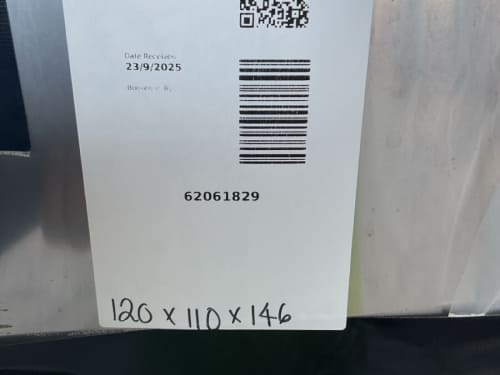 Date Received:
23/9/2025
62061829
120 x 110 x 146